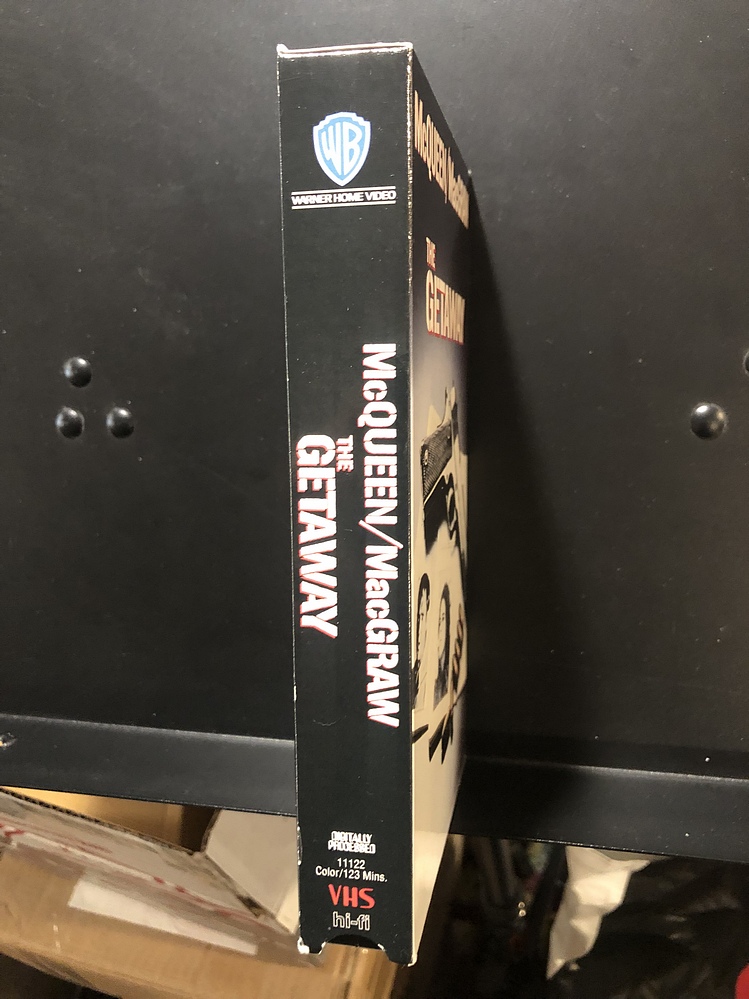 WB
WARNER HOME VIDEO
McQUEEN/MacGRAW
THE
GETAWAY
DIGITALLY
PROCESSED
11122
Color/123 Mins.
VHS
hi-fi
McQUEEN/MacGRAW
THE
GETAWAY